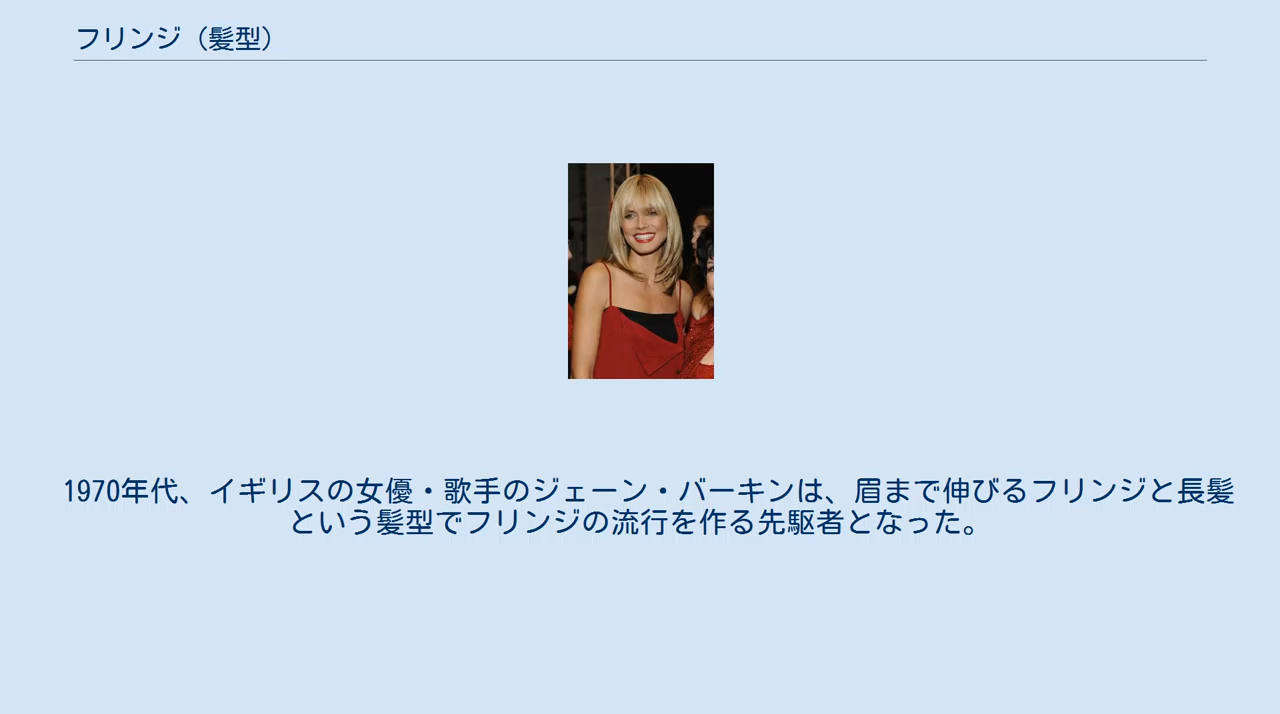 フリンジ（髪型）
1970年代、イギリスの女優・歌手のジェーン・バーキンは、眉まで伸びるフリンジと長髪
という髪型でフリンジの流行を作る先駆者となった。